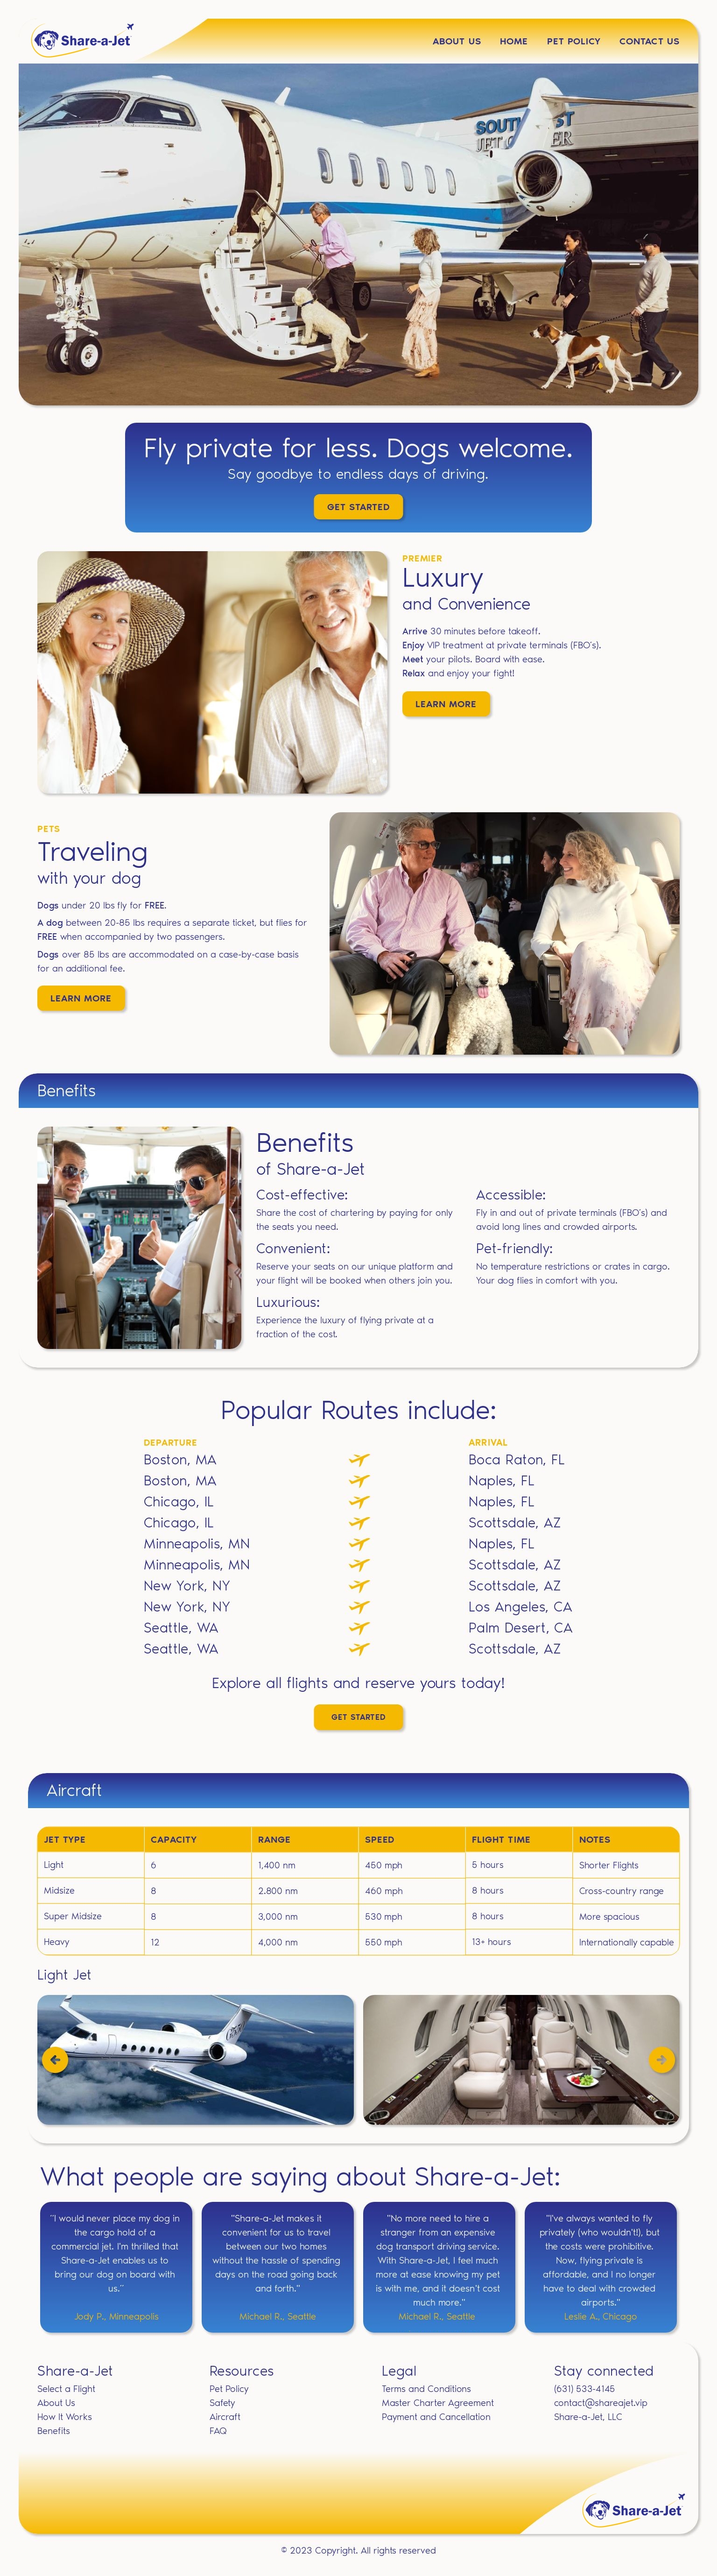 Share-a-Jet
ABOUT US
HOME
PET POLICY
CONTACT US
Fly private for less. Dogs welcome.
Say goodbye to endless days of driving.
GET STARTED
PREMIER
Luxury
and Convenience
Arrive 30 minutes before takeoff.
Enjoy VIP treatment at private terminals (FBO's).
Meet your pilots. Board with ease.
Relax and enjoy your fight!
LEARN MORE
PETS
Traveling
with your dog
Dogs under 20 lbs fly for FREE.
A dog between 20-85 lbs requires a separate ticket, but flies for
FREE when accompanied by two passengers.
Dogs over 85 lbs are accommodated on a case-by-case basis
for an additional fee.
LEARN MORE
Benefits
Benefits
of Share-a-Jet
Cost-effective:
Share the cost of chartering by paying for only
the seats you need.
Convenient:
Reserve your seats on our unique platform and
your flight will be booked when others join you.
Luxurious:
Experience the luxury of flying private at a
fraction of the cost.
Accessible:
Fly in and out of private terminals (FBO's) and
avoid long lines and crowded airports.
Pet-friendly:
No temperature restrictions or crates in cargo.
Your dog flies in comfort with you.
Popular Routes include:
DEPARTURE ARRIVAL
Boston, MA Boca Raton, FL
Boston, MA Naples, FL
Chicago, IL Naples, FL
Chicago, IL Scottsdale, AZ
Minneapolis, MN Naples, FL
Minneapolis, MN Scottsdale, AZ
New York, NY Scottsdale, AZ
New York, NY Los Angeles, CA
Seattle, WA Palm Desert, CA
Seattle, WA Scottsdale, AZ
Explore all flights and reserve yours today!
GET STARTED
Aircraft
JET TYPE CAPACITY RANGE SPEED FLIGHT TIME NOTES
Light 6 1,400 nm 450 mph 5 hours Shorter Flights
Midsize 8 2.800 nm 460 mph 8 hours Cross-country range
Super Midsize 8 3,000 nm 530 mph 8 hours More spacious
Heavy 12 4,000 nm 550 mph 13+ hours Internationally capable
Light Jet
What people are saying about Share-a-Jet:
"I would never place my dog in
the cargo hold of a
commercial jet. I'm thrilled that
Share-a-Jet enables us to
bring our dog on board with
us."
Jody P., Minneapolis
"Share-a-Jet makes it
convenient for us to travel
between our two homes
without the hassle of spending
days on the road going back
and forth."
Michael R., Seattle
"No more need to hire a
stranger from an expensive
dog transport driving service.
With Share-a-Jet, I feel much
more at ease knowing my pet
is with me, and it doesn't cost
much more."
Michael R., Seattle
"I've always wanted to fly
privately (who wouldn't!), but
the costs were prohibitive.
Now, flying private is
affordable, and I no longer
have to deal with crowded
airports."
Leslie A., Chicago
Share-a-Jet
Select a Flight
About Us
How It Works
Benefits
Resources
Pet Policy
Safety
Aircraft
FAQ
Legal
Terms and Conditions
Master Charter Agreement
Payment and Cancellation
Stay connected
(631) 533-4145
contact@shareajet.vip
Share-a-Jet, LLC
Share-a-Jet
© 2023 Copyright. All rights reserved